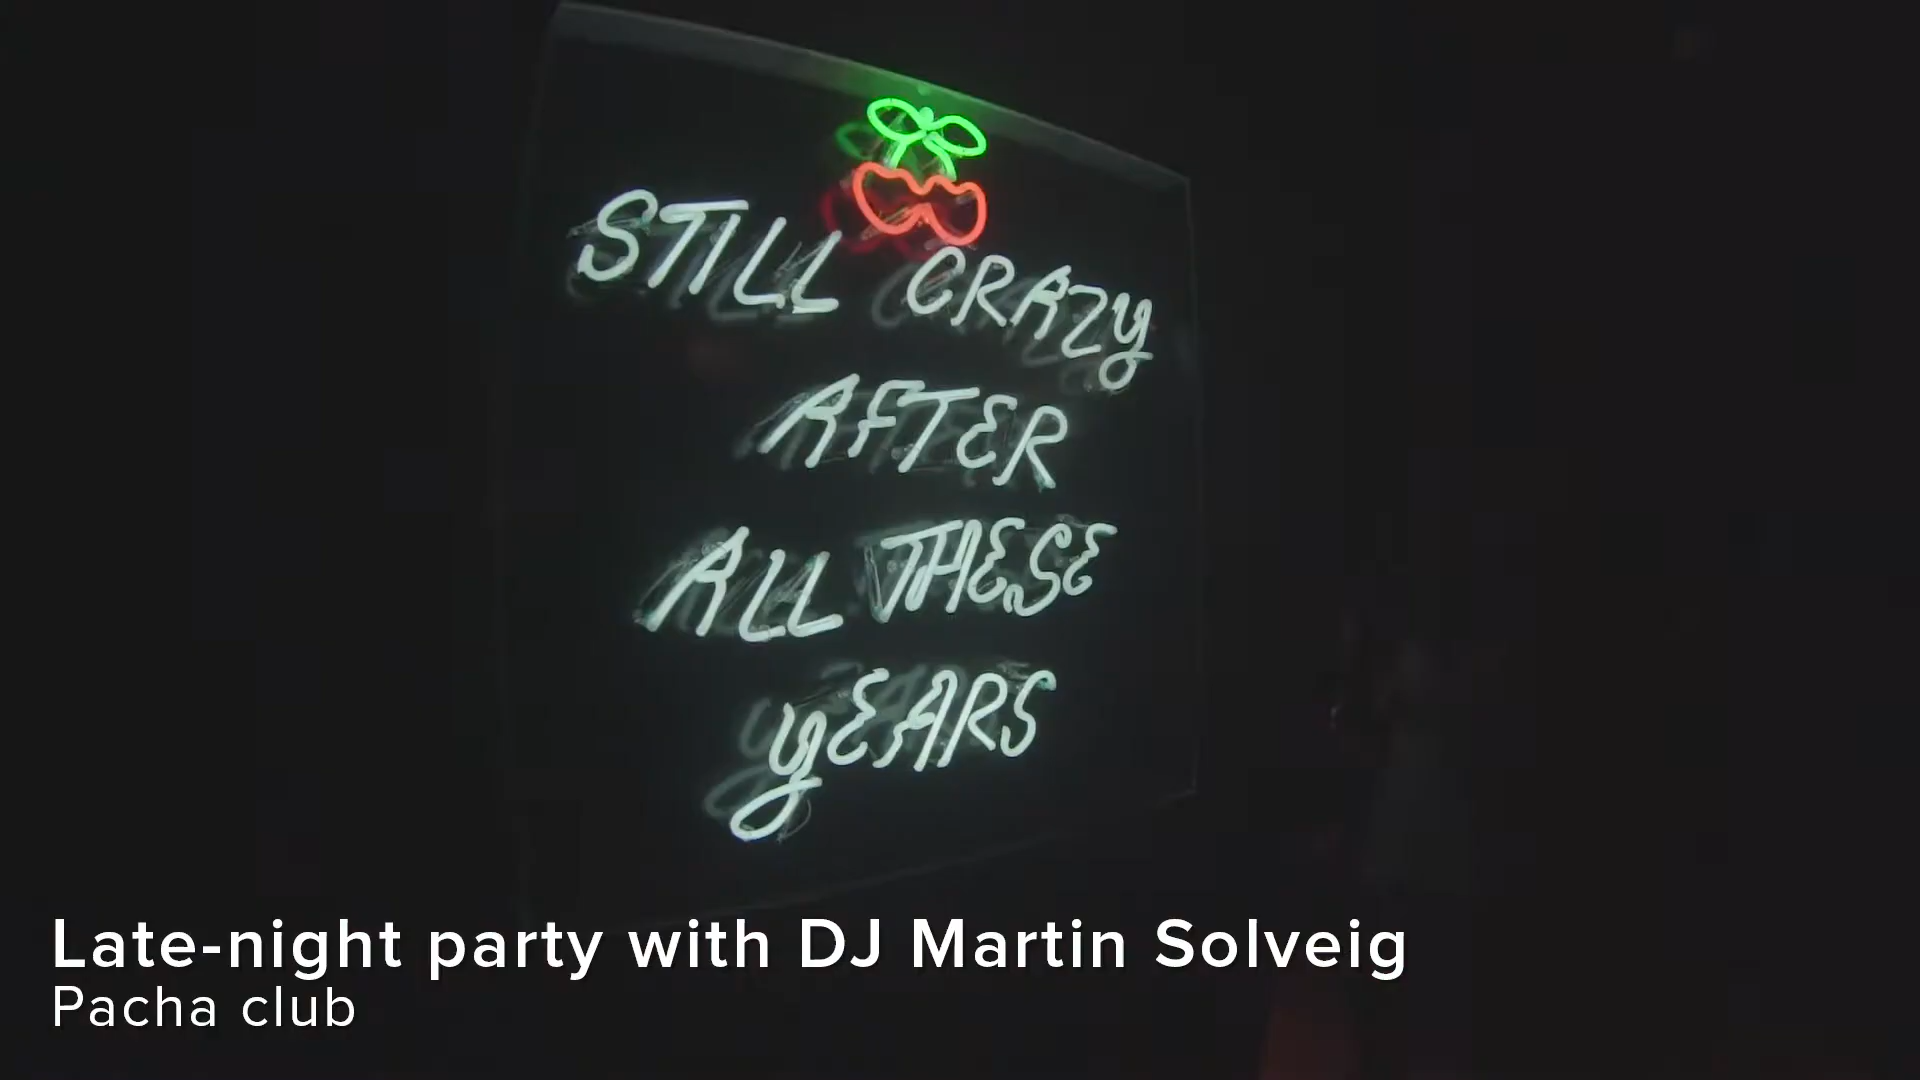 STILL CRAZy
AFTER
ALL THESE
yEARS
Late-night party with DJ Martin Solveig
Pacha club